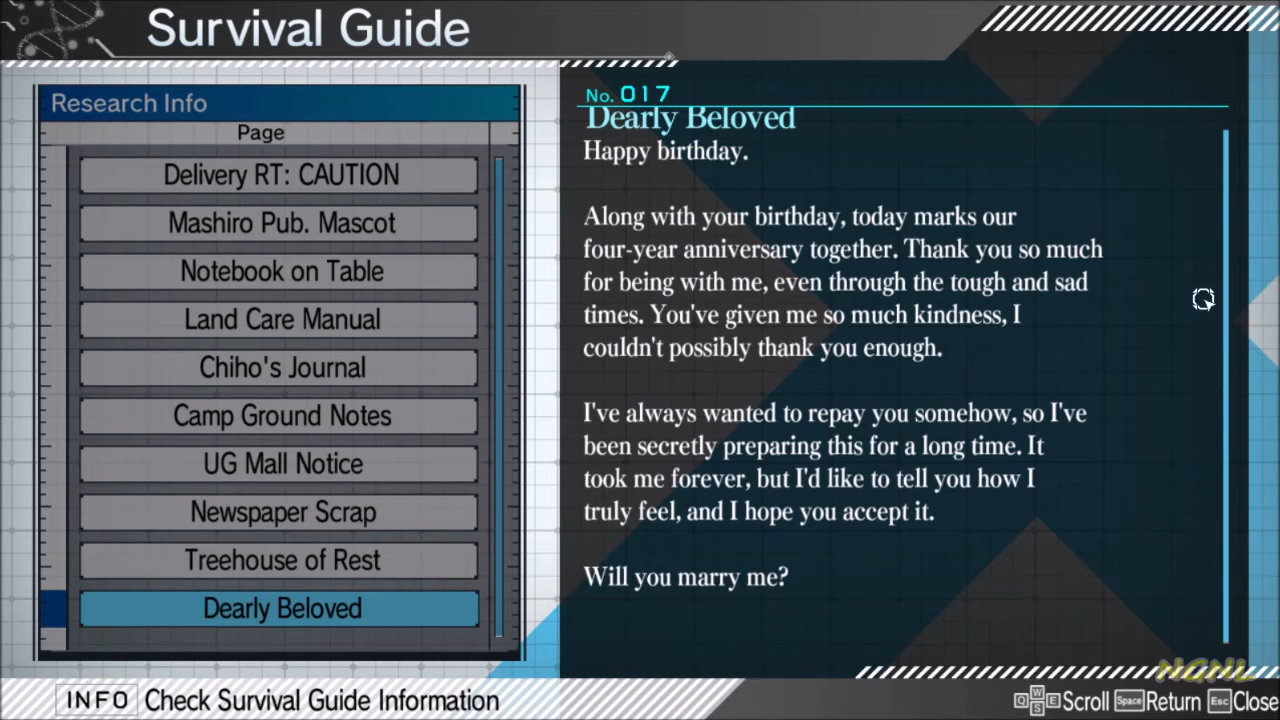 Survival Guide
Research Info
Page
Delivery RT: CAUTION
Mashiro Pub. Mascot
Notebook on Table
Land Care Manual
Chiho's Journal
Camp Ground Notes
UG Mall Notice
Newspaper Scrap
Treehouse of Rest
Dearly Beloved
No. 017
Dearly Beloved
Happy birthday.
Along with your birthday, today marks our
four-year anniversary together. Thank you so much
for being with me, even through the tough and sad
times. You've given me so much kindness, I
couldn't possibly thank you enough.
I've always wanted to repay you somehow, so I've
been secretly preparing this for a long time. It
took me forever, but I'd like to tell you how I
truly feel, and I hope you accept it.
Will you marry me?
NGNL
INFO Check Survival Guide Information
Q W S E Scroll Space Return Esc Close